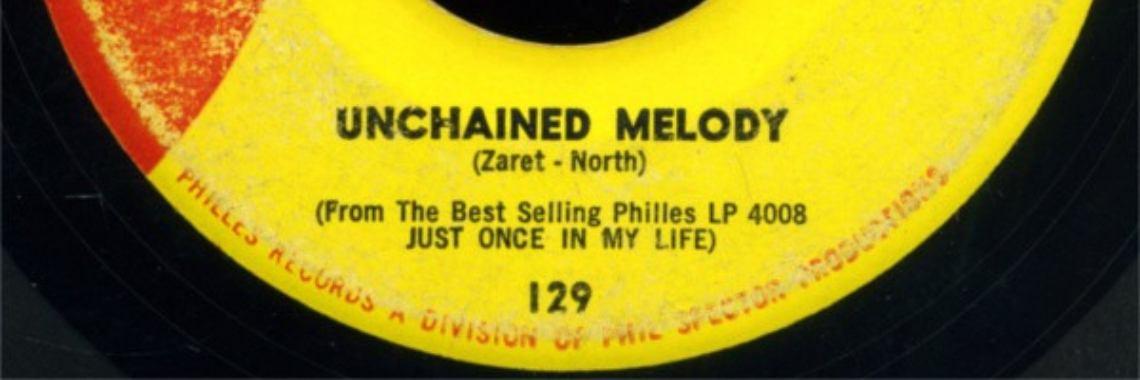 UNCHAINED MELODY
(Zaret - North)
(From The Best Selling Philles LP 4008
JUST ONCE IN MY LIFE)
129
PHILLES RECORDS A DIVISION OF PHIL SPECTOR PRODUCTIONS